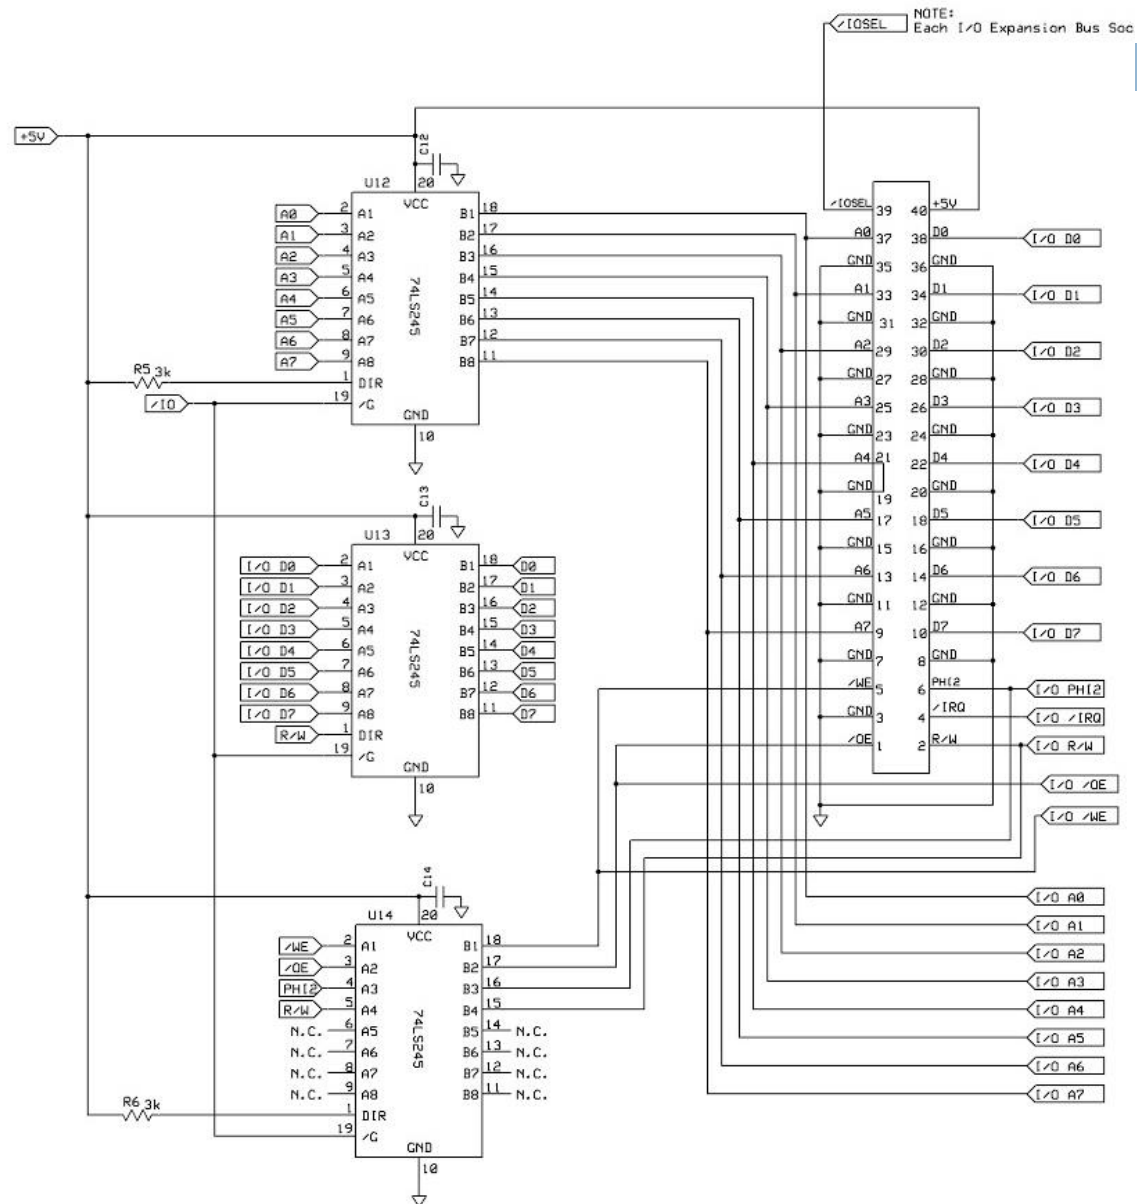 /IOSEL NOTE:
Each I/O Expansion Bus Soc
+5V
C12
U12 20
VCC
A0 2 A1 B1 18
A1 3 A2 B2 17
A2 4 A3 B3 16
A3 5 A4 B4 15
A4 6 A5 B5 14
A5 7 A6 B6 13
A6 8 A7 B7 12
A7 9 A8 B8 11
74LS245
R5 3k 1 DIR
/IO 19 /G
GND
10
C13
U13 20
VCC
I/O D0 2 A1 B1 18 D0
I/O D1 3 A2 B2 17 D1
I/O D2 4 A3 B3 16 D2
I/O D3 5 A4 B4 15 D3
I/O D4 6 A5 B5 14 D4
I/O D5 7 A6 B6 13 D5
I/O D6 8 A7 B7 12 D6
I/O D7 9 A8 B8 11 D7
74LS245
R/W 1 DIR
19 /G
GND
10
C14
U14 20
VCC
/WE 2 A1 B1 18
/OE 3 A2 B2 17
PHI2 4 A3 B3 16
R/W 5 A4 B4 15
N.C. 6 A5 B5 14 N.C.
N.C. 7 A6 B6 13 N.C.
N.C. 8 A7 B7 12 N.C.
N.C. 9 A8 B8 11 N.C.
74LS245
R6 3k 1 DIR
19 /G
GND
10
/IOSEL 39 40 +5V
A0 37 38 D0 I/O D0
GND 35 36 GND
A1 33 34 D1 I/O D1
GND 31 32 GND
A2 29 30 D2 I/O D2
GND 27 28 GND
A3 25 26 D3 I/O D3
GND 23 24 GND
A4 21 22 D4 I/O D4
GND 19 20 GND
A5 17 18 D5 I/O D5
GND 15 16 GND
A6 13 14 D6 I/O D6
GND 11 12 GND
A7 9 10 D7 I/O D7
GND 7 8 GND
/WE 5 6 PHI2 I/O PHI2
GND 3 4 /IRQ I/O /IRQ
/OE 1 2 R/W I/O R/W
I/O /OE
I/O /WE
I/O A0
I/O A1
I/O A2
I/O A3
I/O A4
I/O A5
I/O A6
I/O A7